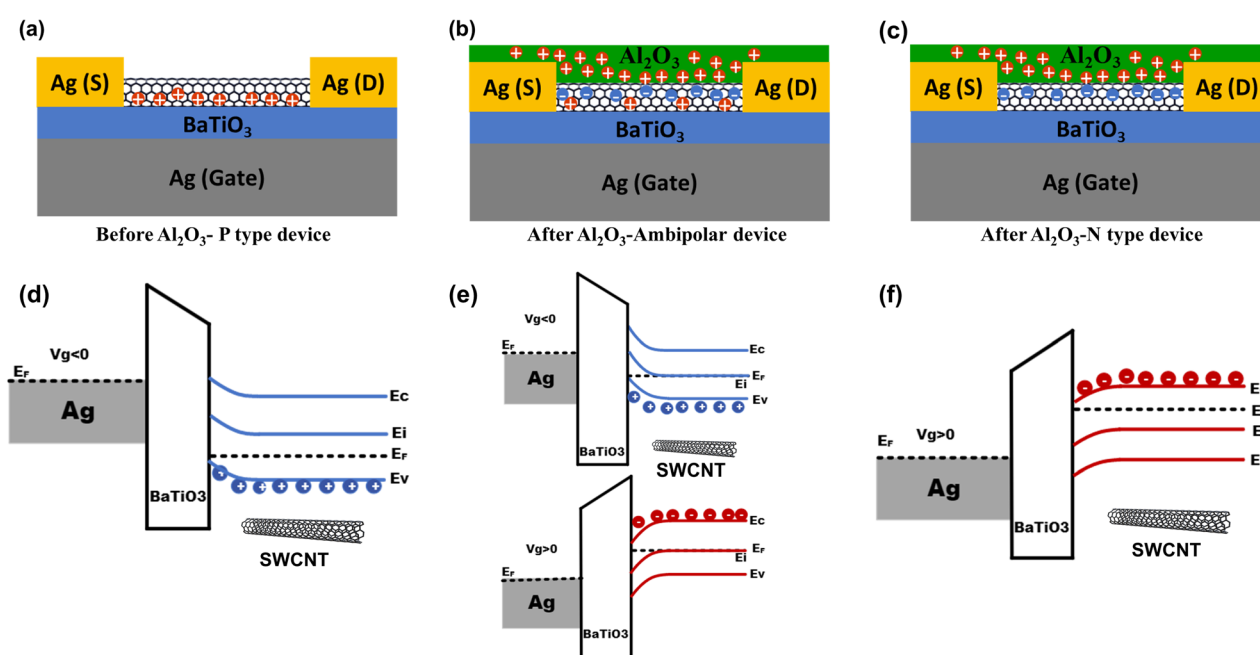 (a)
Ag (S)
Ag (D)
BaTiO₃
Ag (Gate)
Before Al₂O₃- P type device
(b)
Al₂O₃
Ag (S)
Ag (D)
BaTiO₃
Ag (Gate)
After Al₂O₃-Ambipolar device
(c)
Al₂O₃
Ag (S)
Ag (D)
BaTiO₃
Ag (Gate)
After Al₂O₃-N type device
(d)
Vg<0
EF
Ag
BaTiO3
Ec
Ei
EF
Ev
SWCNT
(e)
Vg<0
EF
Ag
BaTiO3
Ec
EF
Ei
Ev
SWCNT
Vg>0
EF
Ag
BaTiO3
Ec
EF
Ei
Ev
(f)
Vg>0
EF
Ag
BaTiO3
E
E
E
E
SWCNT